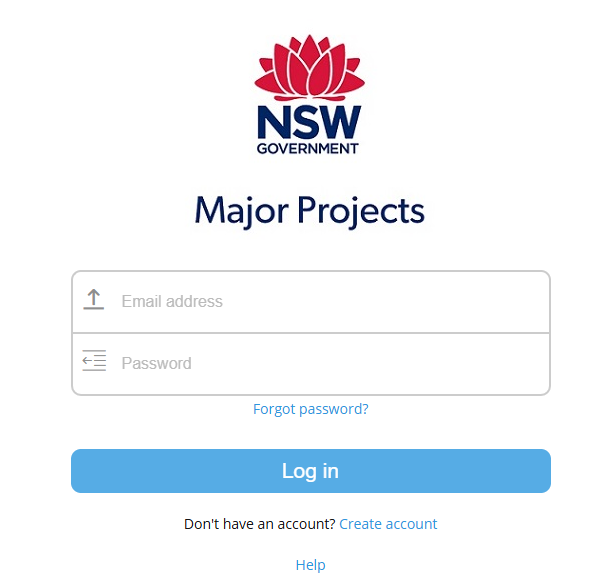 NSW
GOVERNMENT
Major Projects
Email address
Password
Forgot password?
Log in
Don't have an account? Create account
Help